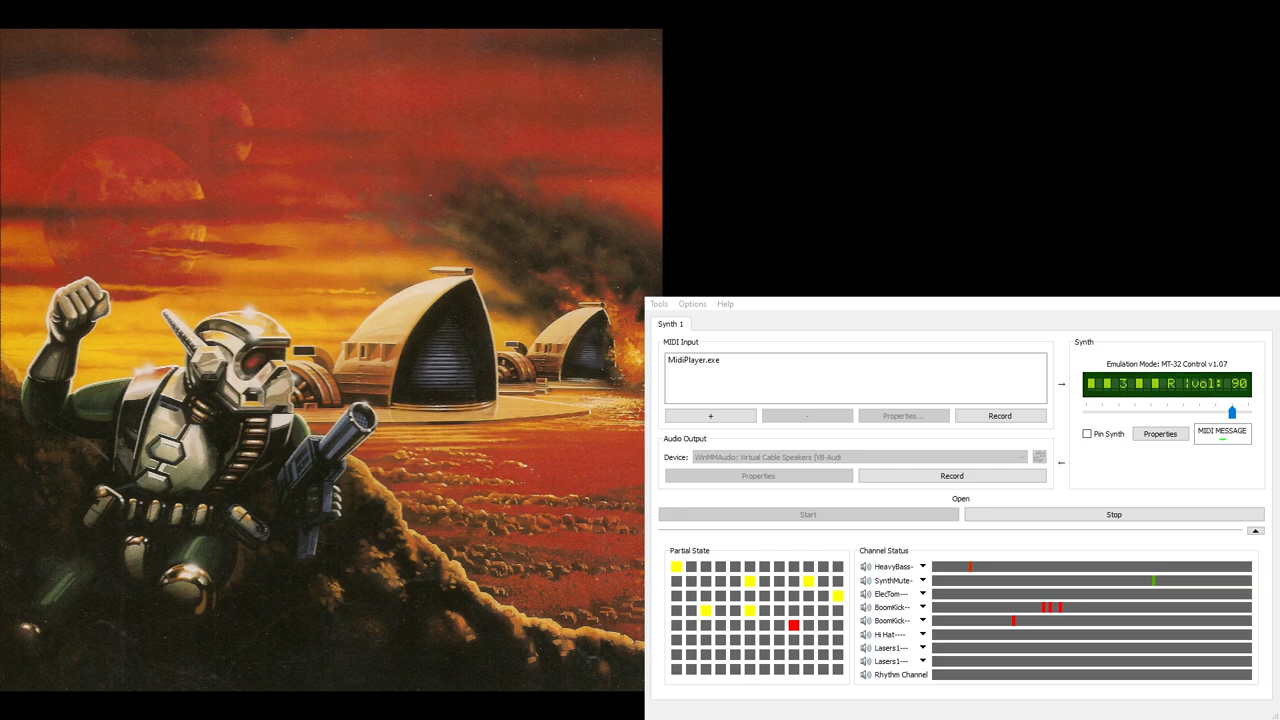 Tools Options Help
Synth 1
MIDI Input
MidiPlayer.exe
+ - Properties... Record
Audio Output
Device: WinMMAudio: Virtual Cable Speakers (VB-Audi
Properties Record
Synth
Emulation Mode: MT-32 Control v1.07
3 R |vol: 90
Pin Synth Properties MIDI MESSAGE
Open
Start Stop
Partial State
Channel Status
HeavyBass-
SynthMute-
ElecTom---
BoomKick--
BoomKick--
Hi Hat----
Lasers1---
Lasers1---
Rhythm Channel